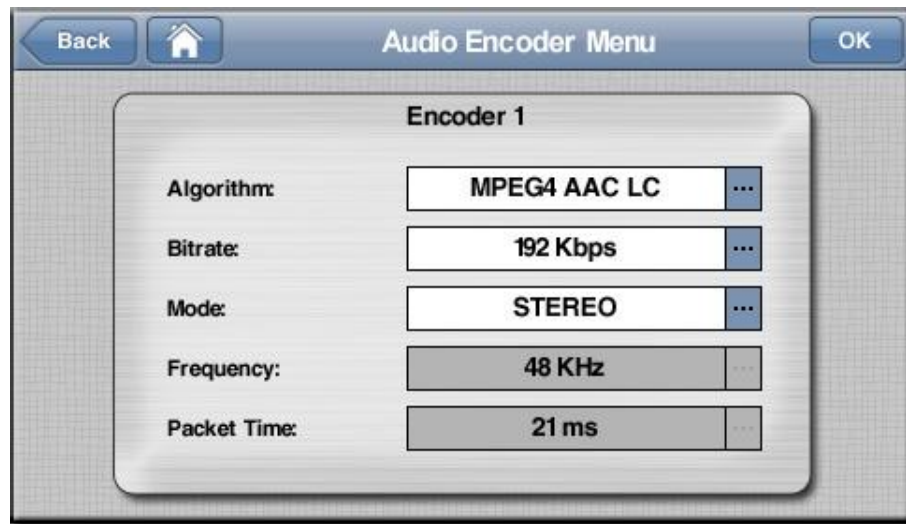 Back
Audio Encoder Menu
OK
Encoder 1
Algorithm: MPEG4 AAC LC ...
Bitrate: 192 Kbps ...
Mode: STEREO ...
Frequency: 48 KHz ...
Packet Time: 21 ms ...